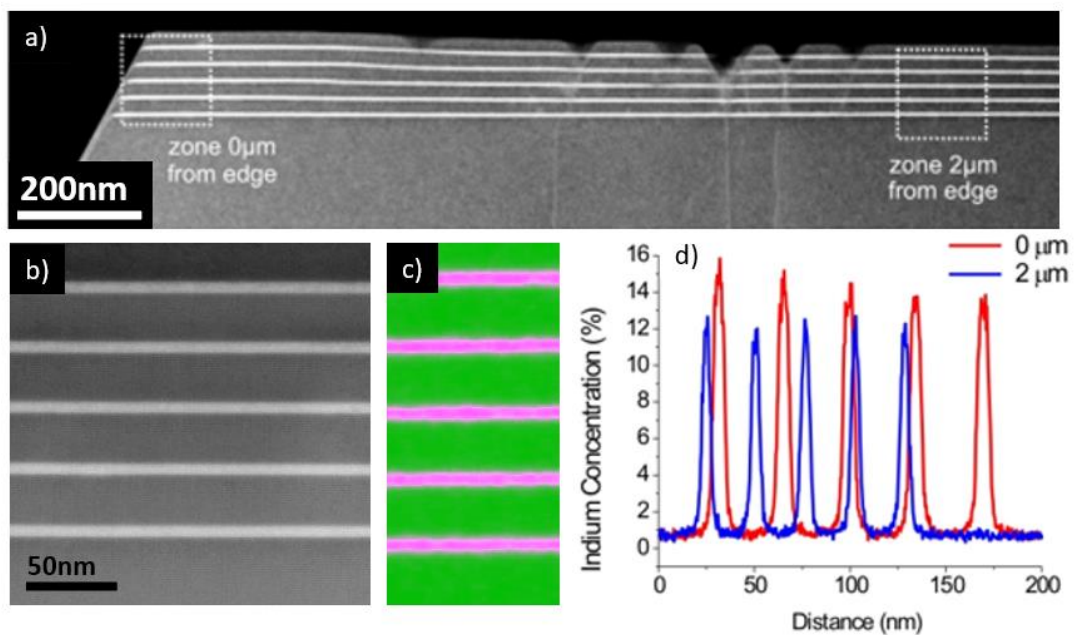 a)
zone 0µm
from edge
zone 2µm
from edge
200nm
b)
50nm
c)
d)
0 µm
2 µm
Indium Concentration (%)
16
14
12
10
8
6
4
2
0
0
50
100
150
200
Distance (nm)